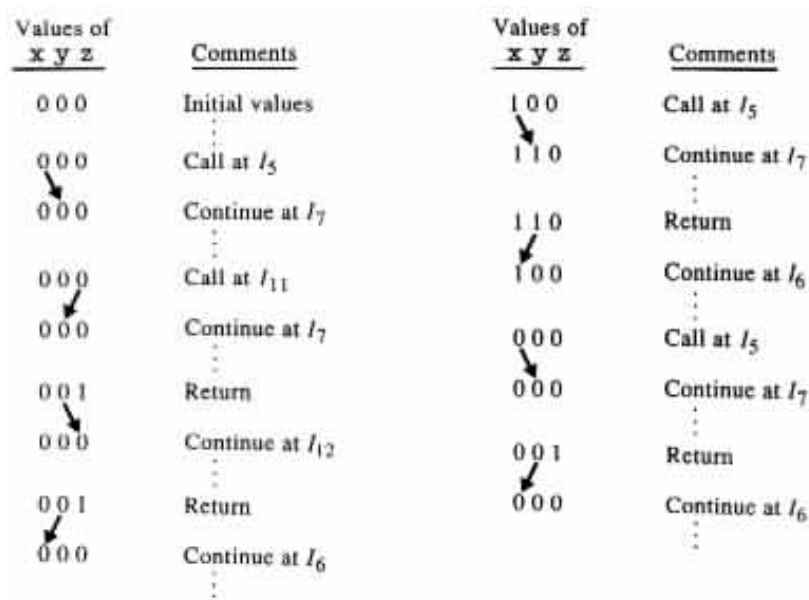 Values of
x y z Comments
0 0 0 Initial values
0 0 0 Call at I5
0 0 0 Continue at I7
0 0 0 Call at I11
0 0 0 Continue at I7
0 0 1 Return
0 0 0 Continue at I12
0 0 1 Return
0 0 0 Continue at I6
Values of
x y z Comments
1 0 0 Call at I5
1 1 0 Continue at I7
1 1 0 Return
1 0 0 Continue at I6
0 0 0 Call at I5
0 0 0 Continue at I7
0 0 1 Return
0 0 0 Continue at I6